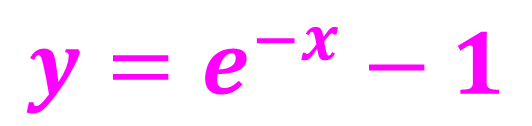 y = e^{-x} − 1